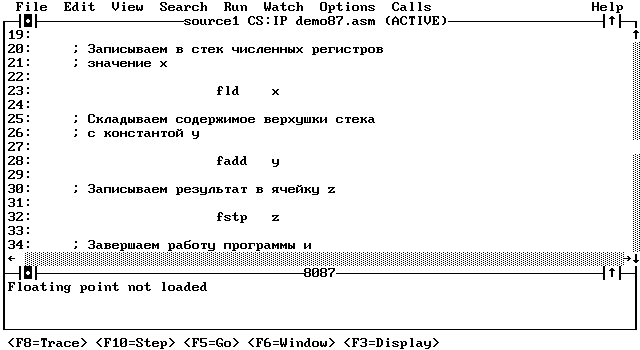 File Edit View Search Run Watch Options Calls Help
source1 CS:IP demo87.asm (ACTIVE)
19:
20: ; Записываем в стек численных регистров
21: ; значение x
22:
23: fld x
24:
25: ; Складываем содержимое верхушки стека
26: ; с константой y
27:
28: fadd y
29:
30: ; Записываем результат в ячейку z
31:
32: fstp z
33:
34: ; Завершаем работу программы и
8087
Floating point not loaded
<F8=Trace> <F10=Step> <F5=Go> <F6=Window> <F3=Display>